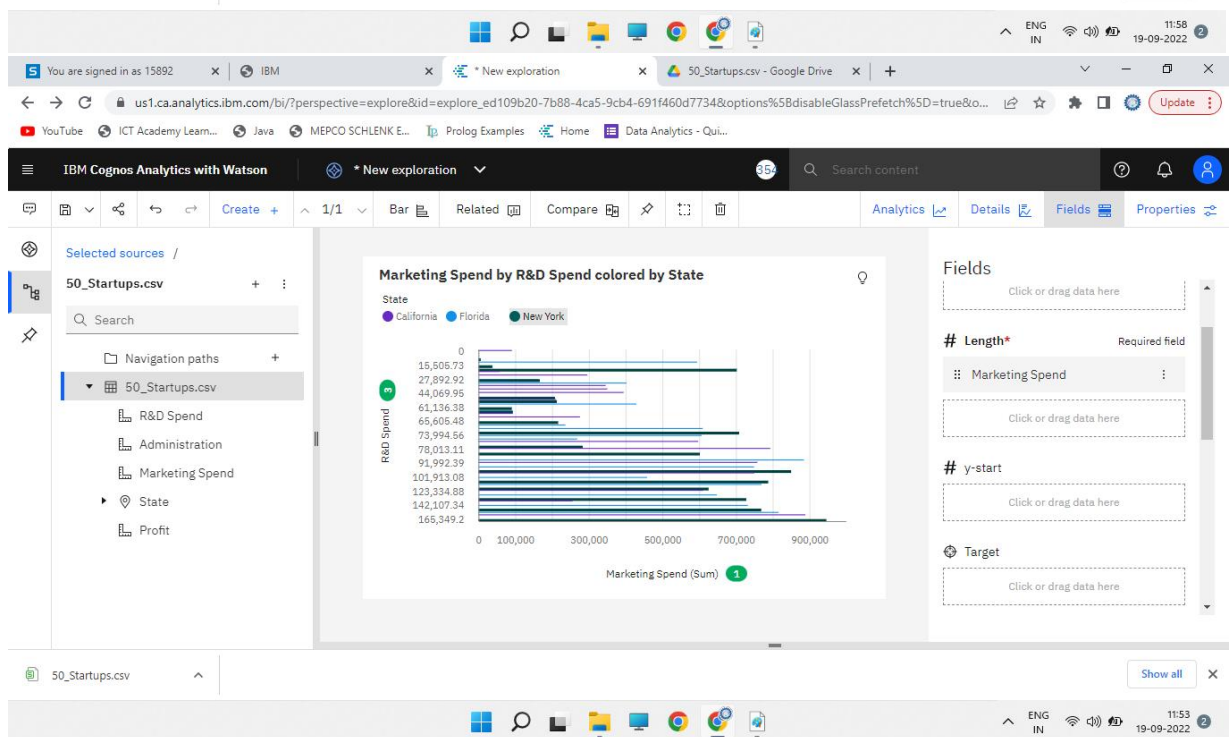 ENG
IN
11:58
19-09-2022
2
You are signed in as 15892
IBM
* New exploration
50_Startups.csv - Google Drive
us1.ca.analytics.ibm.com/bi/?perspective=explore&id=explore_ed109b20-7b88-4ca5-9cb4-691f460d7734&options%5BdisableGlassPrefetch%5D=true&o...
Update
YouTube
ICT Academy Learn...
Java
MEPCO SCHLENK E...
Prolog Examples
Home
Data Analytics - Qui...
IBM Cognos Analytics with Watson
* New exploration
354
Search content
Create +
1/1
Bar
Related
Compare
Analytics
Details
Fields
Properties
Selected sources /
50_Startups.csv
Search
Navigation paths
50_Startups.csv
R&D Spend
Administration
Marketing Spend
State
Profit
Marketing Spend by R&D Spend colored by State
State
California Florida New York
R&D Spend
3
0
15,505.73
27,892.92
44,069.95
61,136.38
65,605.48
73,994.56
78,013.11
91,992.39
101,913.08
123,334.88
142,107.34
165,349.2
0 100,000 300,000 500,000 700,000 900,000
Marketing Spend (Sum) 1
Fields
Click or drag data here
# Length* Required field
Marketing Spend
Click or drag data here
# y-start
Click or drag data here
Target
Click or drag data here
50_Startups.csv
Show all
ENG
IN
11:53
19-09-2022
2